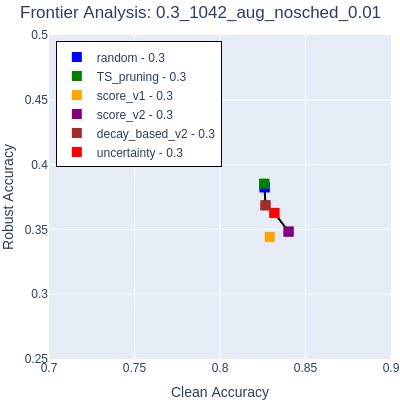 Frontier Analysis: 0.3_1042_aug_nosched_0.01
random - 0.3
TS_pruning - 0.3
score_v1 - 0.3
score_v2 - 0.3
decay_based_v2 - 0.3
uncertainty - 0.3
0.5
0.45
0.4
0.35
0.3
0.25
Robust Accuracy
0.7
0.75
0.8
0.85
0.9
Clean Accuracy